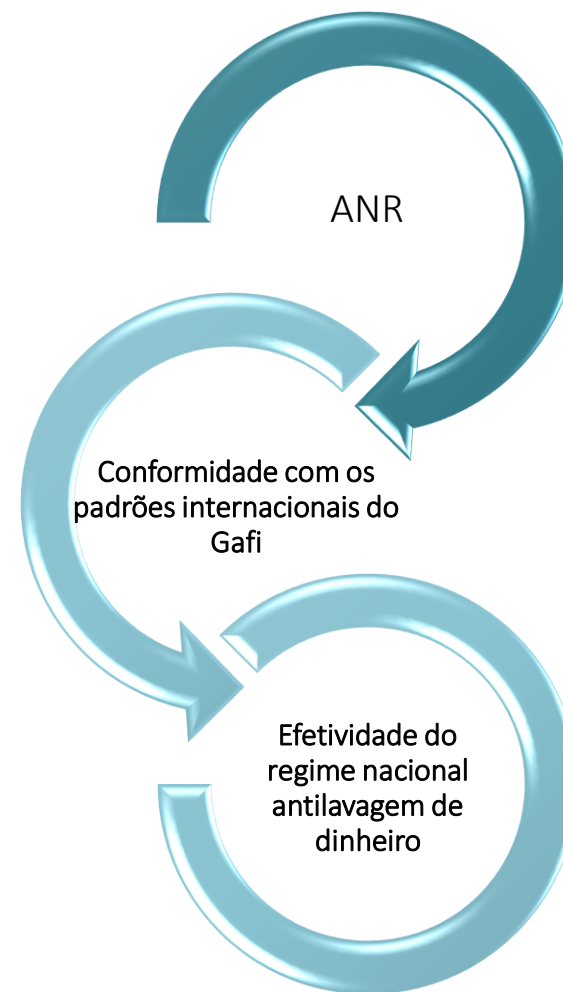 ANR
Conformidade com os
padrões internacionais do
Gafi
Efetividade do
regime nacional
antilavagem de
dinheiro